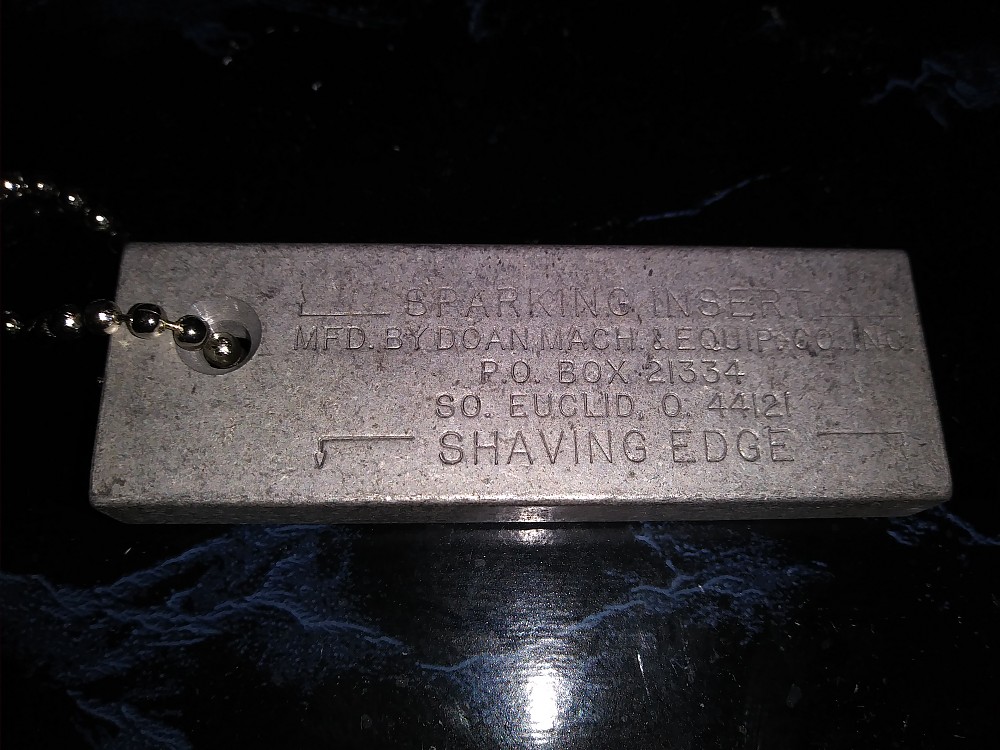 SPARKING INSERT
MFD. BY DOAN MACH. & EQUIP. CO. INC.
P.O. BOX 21334
SO. EUCLID, O. 44121
SHAVING EDGE